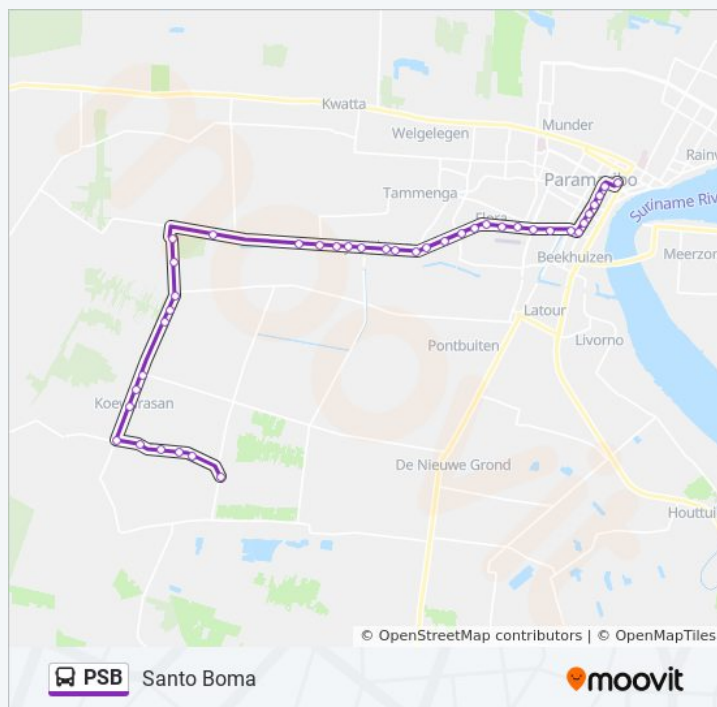 Kwatta
Munder
Welgelegen
Rainv
Paramaribo
Tammenga
Suriname Riv
Flora
Meerzor
Beekhuizen
Latour
Livorno
Pontbuiten
Koewarasan
De Nieuwe Grond
Houttuin
© OpenStreetMap contributors | © OpenMapTiles
PSB Santo Boma
moovit